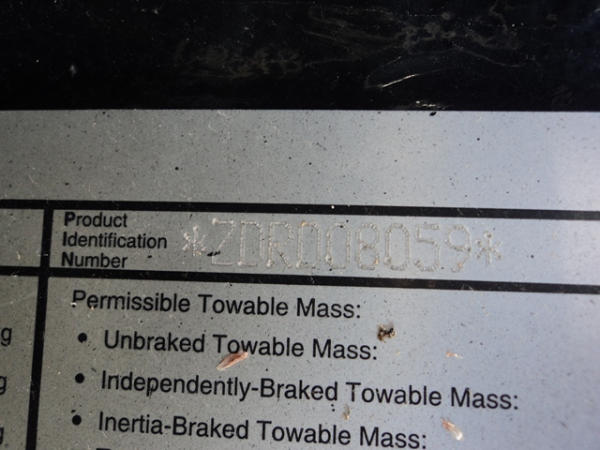 Product
Identification
Number
*ZDRD08059*
Permissible Towable Mass:
• Unbraked Towable Mass:
• Independently-Braked Towable Mass:
• Inertia-Braked Towable Mass:
g
g
g